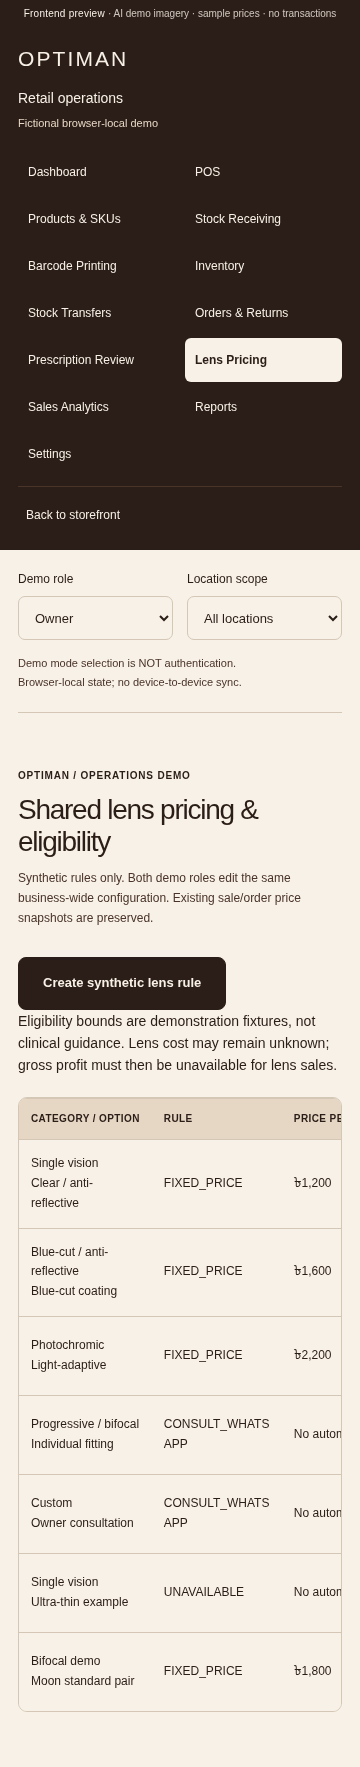 Frontend preview · AI demo imagery · sample prices · no transactions
OPTIMAN
Retail operations
Fictional browser-local demo
Dashboard
POS
Products & SKUs
Stock Receiving
Barcode Printing
Inventory
Stock Transfers
Orders & Returns
Prescription Review
Lens Pricing
Sales Analytics
Reports
Settings
Back to storefront
Demo role
Location scope
Owner
All locations
Demo mode selection is NOT authentication.
Browser-local state; no device-to-device sync.
OPTIMAN / OPERATIONS DEMO
Shared lens pricing &
eligibility
Synthetic rules only. Both demo roles edit the same
business-wide configuration. Existing sale/order price
snapshots are preserved.
Create synthetic lens rule
Eligibility bounds are demonstration fixtures, not
clinical guidance. Lens cost may remain unknown;
gross profit must then be unavailable for lens sales.
CATEGORY / OPTION
RULE
PRICE PE
Single vision
Clear / anti-
reflective
FIXED_PRICE
৳1,200
Blue-cut / anti-
reflective
Blue-cut coating
FIXED_PRICE
৳1,600
Photochromic
Light-adaptive
FIXED_PRICE
৳2,200
Progressive / bifocal
Individual fitting
CONSULT_WHATS
APP
No autom
Custom
Owner consultation
CONSULT_WHATS
APP
No autom
Single vision
Ultra-thin example
UNAVAILABLE
No autom
Bifocal demo
Moon standard pair
FIXED_PRICE
৳1,800